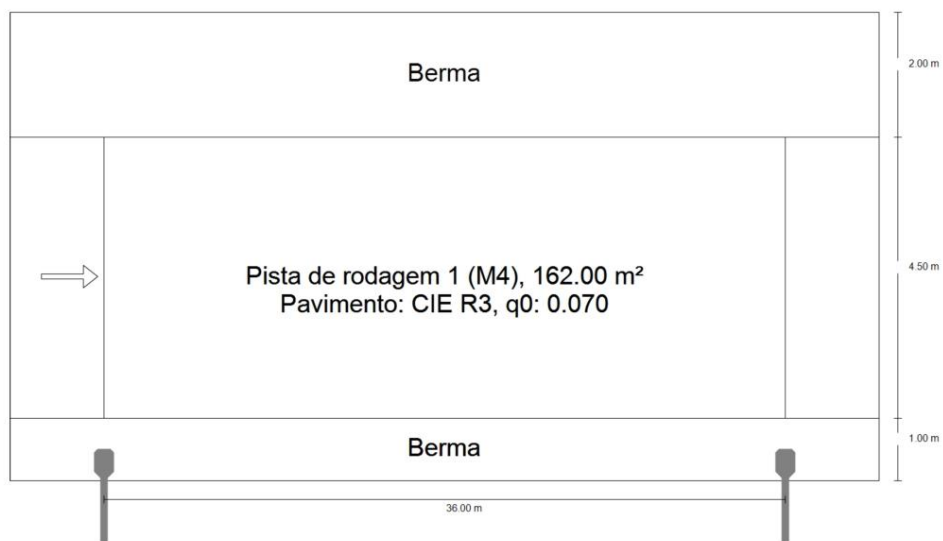 Berma
2.00 m
Pista de rodagem 1 (M4), 162.00 m²
Pavimento: CIE R3, q0: 0.070
4.50 m
Berma
1.00 m
36.00 m